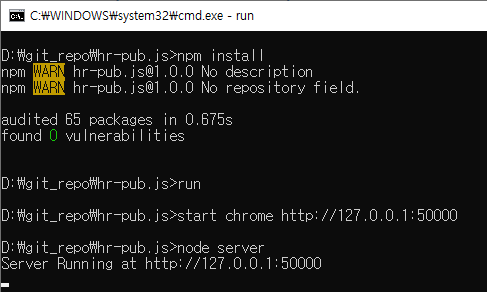 C:₩WINDOWS₩system32₩cmd.exe - run
D:₩git_repo₩hr-pub.js>npm install
npm WARN hr-pub.js@1.0.0 No description
npm WARN hr-pub.js@1.0.0 No repository field.
audited 65 packages in 0.675s
found 0 vulnerabilities
D:₩git_repo₩hr-pub.js>run
D:₩git_repo₩hr-pub.js>start chrome http://127.0.0.1:50000
D:₩git_repo₩hr-pub.js>node server
Server Running at http://127.0.0.1:50000